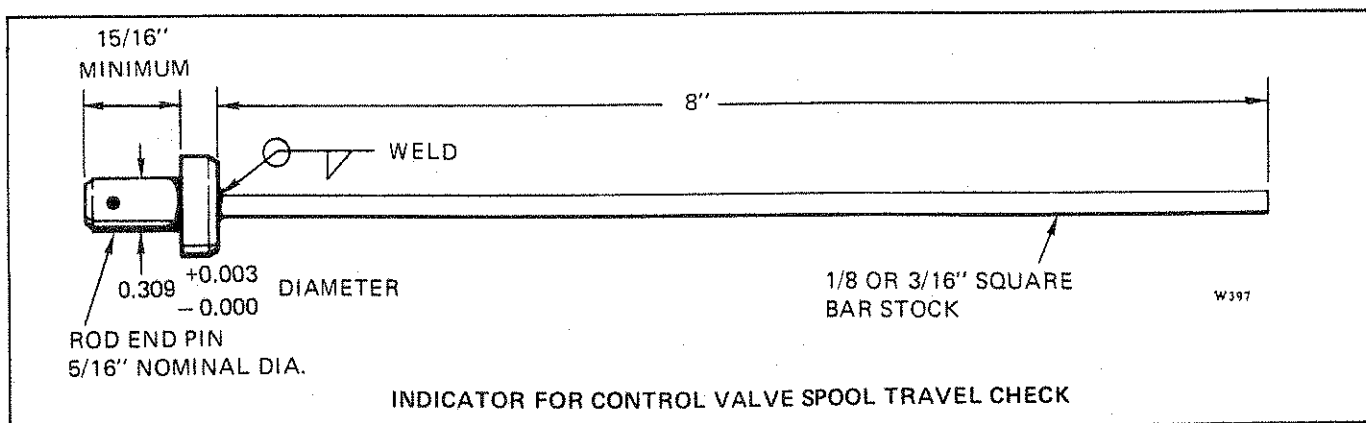 15/16"
MINIMUM
8"
WELD
0.309 +0.003 DIAMETER
-0.000
ROD END PIN
5/16" NOMINAL DIA.
1/8 OR 3/16" SQUARE
BAR STOCK
W397
INDICATOR FOR CONTROL VALVE SPOOL TRAVEL CHECK